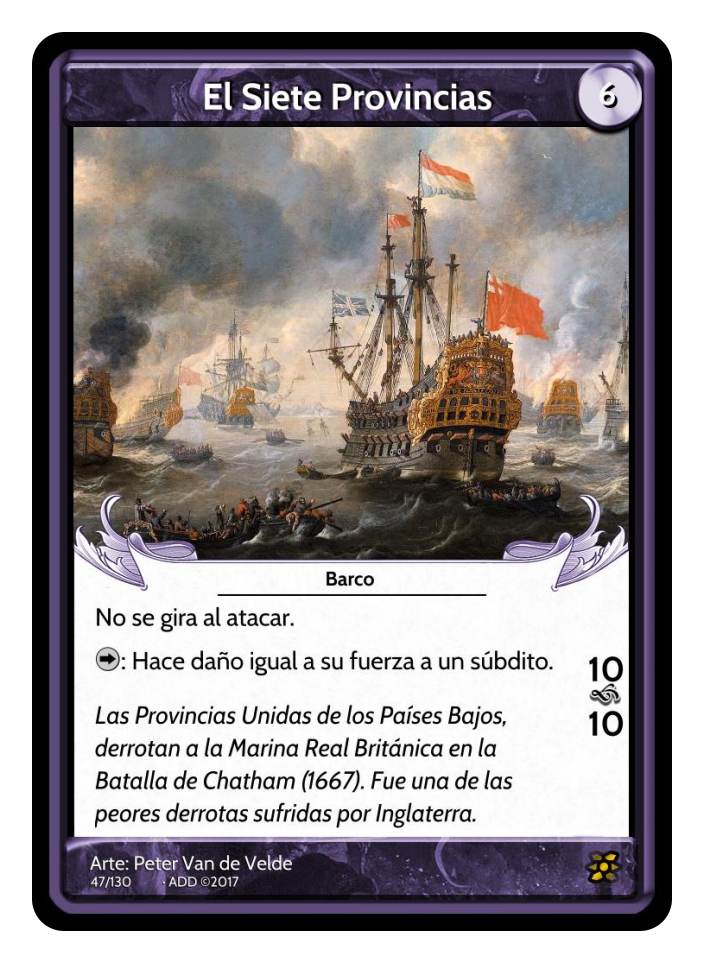 El Siete Provincias
6
Barco
No se gira al atacar.
: Hace daño igual a su fuerza a un súbdito.
10
10
Las Provincias Unidas de los Países Bajos,
derrotan a la Marina Real Británica en la
Batalla de Chatham (1667). Fue una de las
peores derrotas sufridas por Inglaterra.
Arte: Peter Van de Velde
47/130 · ADD ©2017